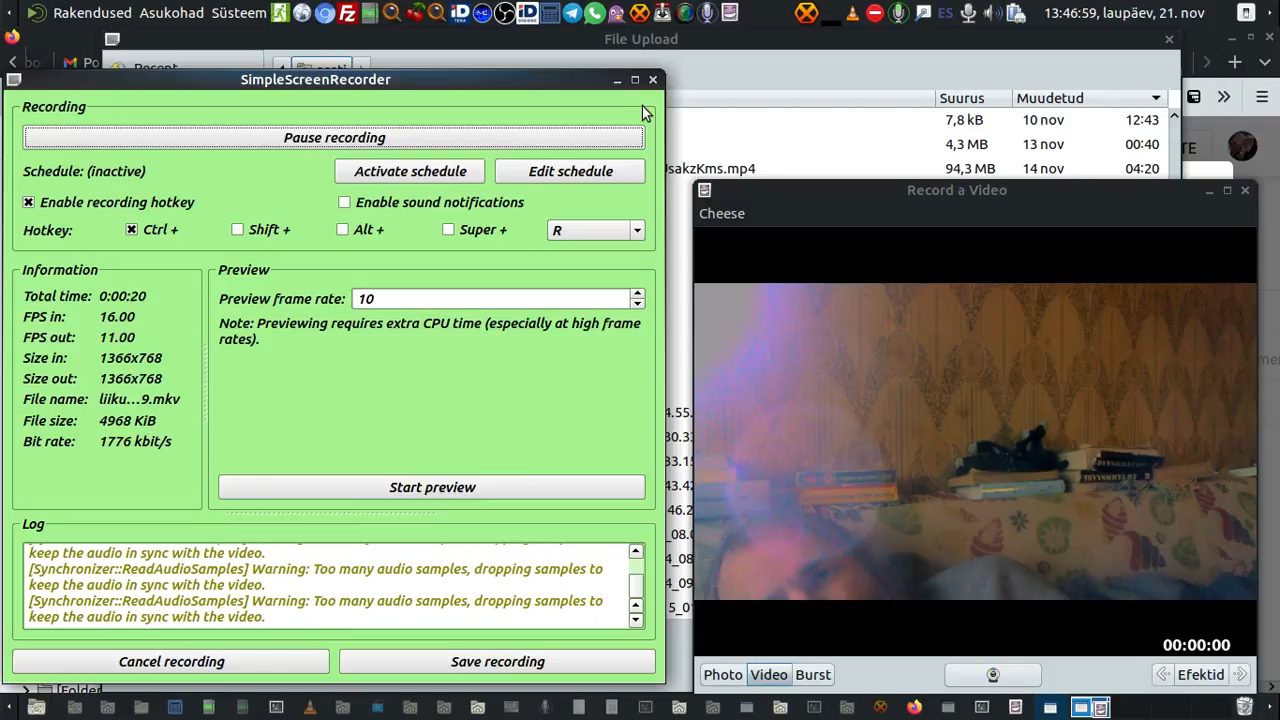 Rakendused Asukohad Süsteem
ES
13:46:59, laupäev, 21. nov
File Upload
Recent
SimpleScreenRecorder
Suurus Muudetud
Recording
7,8 kB 10 nov 12:43
Pause recording
4,3 MB 13 nov 00:40
Schedule: (inactive) Activate schedule Edit schedule
JsakzKms.mp4 94,3 MB 14 nov 04:20
Record a Video
Enable recording hotkey Enable sound notifications
Cheese
Hotkey: Ctrl + Shift + Alt + Super + R
Information Preview
Total time: 0:00:20
Preview frame rate: 10
FPS in: 16.00
Note: Previewing requires extra CPU time (especially at high frame
rates).
FPS out: 11.00
Size in: 1366x768
Size out: 1366x768
File name: liiku...9.mkv
File size: 4968 KiB
Bit rate: 1776 kbit/s
Start preview
Log
keep the audio in sync with the video.
[Synchronizer::ReadAudioSamples] Warning: Too many audio samples, dropping samples to
keep the audio in sync with the video.
[Synchronizer::ReadAudioSamples] Warning: Too many audio samples, dropping samples to
keep the audio in sync with the video.
00:00:00
Cancel recording Save recording
Photo Video Burst Efektid
[Folder